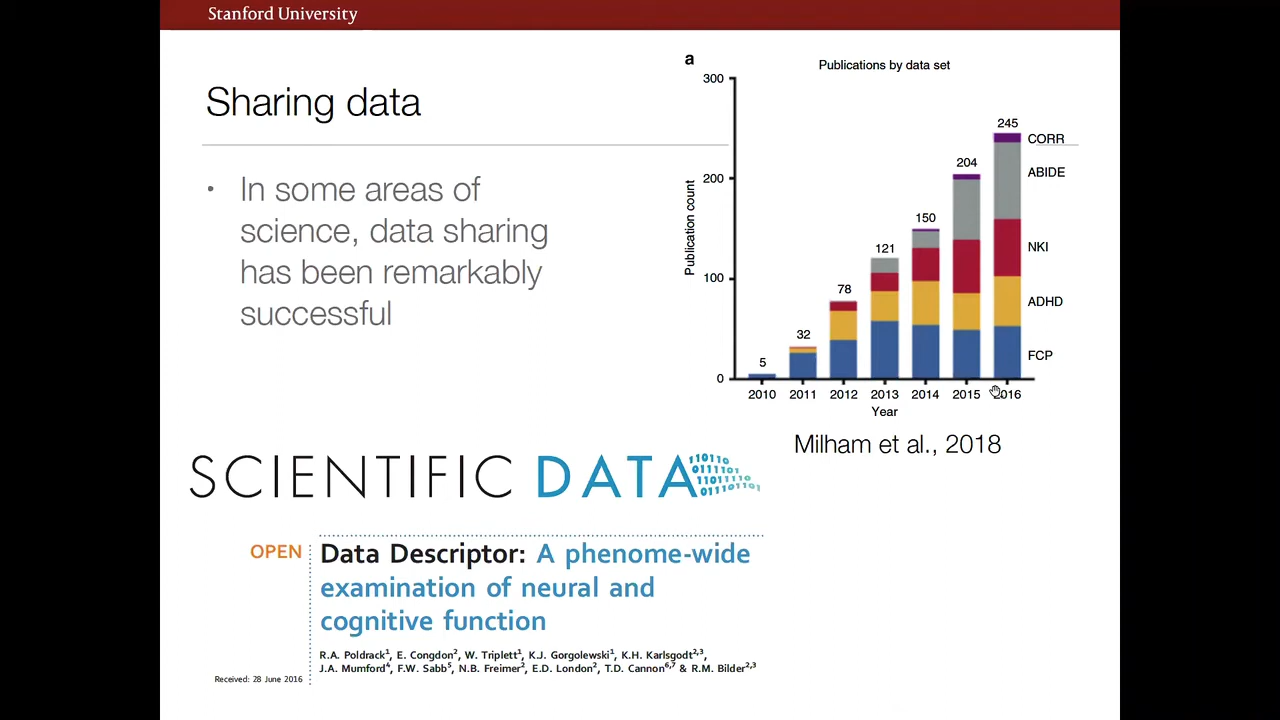 Stanford University
Sharing data
• In some areas of
science, data sharing
has been remarkably
successful
a
Publications by data set
Publication count
300
200
100
0
5
32
78
121
150
204
245
CORR
ABIDE
NKI
ADHD
FCP
2010 2011 2012 2013 2014 2015 2016
Year
Milham et al., 2018
SCIENTIFIC DATA
110110
0111101
11011110
011101101
OPEN
Data Descriptor: A phenome-wide
examination of neural and
cognitive function
R.A. Poldrack1, E. Congdon2, W. Triplett1, K.J. Gorgolewski1, K.H. Karlsgodt2,3,
J.A. Mumford4, F.W. Sabb5, N.B. Freimer2, E.D. London2, T.D. Cannon6,7 & R.M. Bilder2,3
Received: 28 June 2016